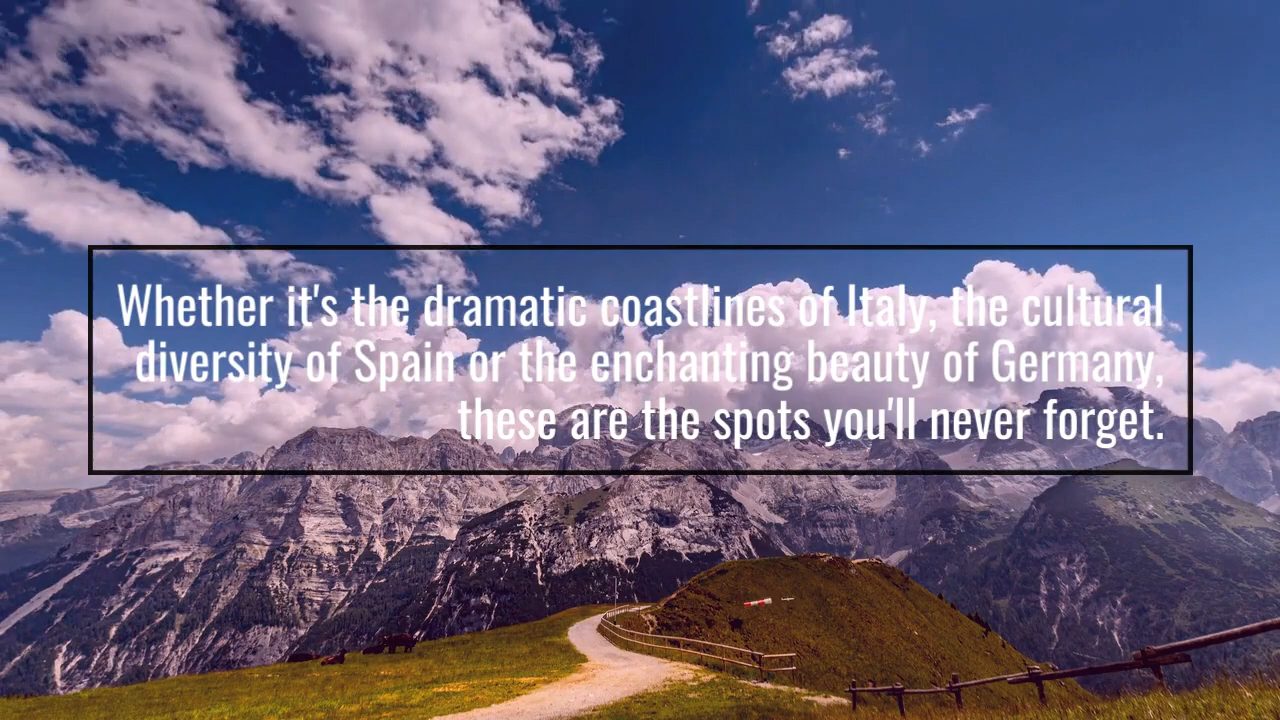 Whether it's the dramatic coastlines of Italy, the cultural
diversity of Spain or the enchanting beauty of Germany,
these are the spots you'll never forget.